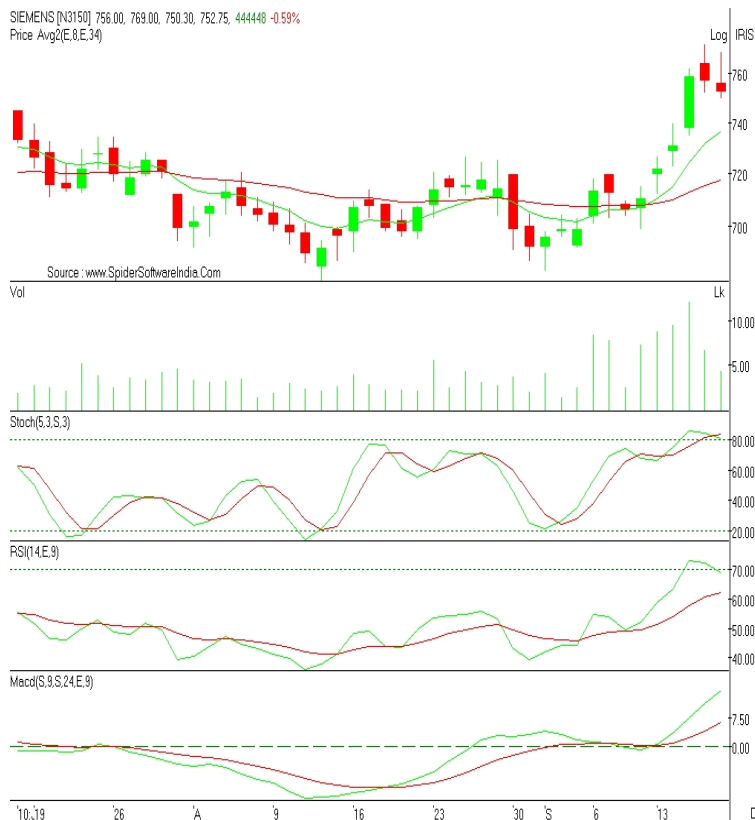 SIEMENS [N3150] 756.00, 769.00, 750.30, 752.75, 444448 -0.59%
Price Avg2(E,8,E,34) Log IRIS
760
740
720
700
Source : www.SpiderSoftwareIndia.Com
Vol Lk
10.00
5.00
Stoch(5,3,S,3)
80.00
60.00
40.00
20.00
RSI(14,E,9)
70.00
60.00
50.00
40.00
Macd(S,9,S,24,E,9)
7.50
0.00
'10:'19 '26 'A '9 '16 '23 '30 'S '6 '13